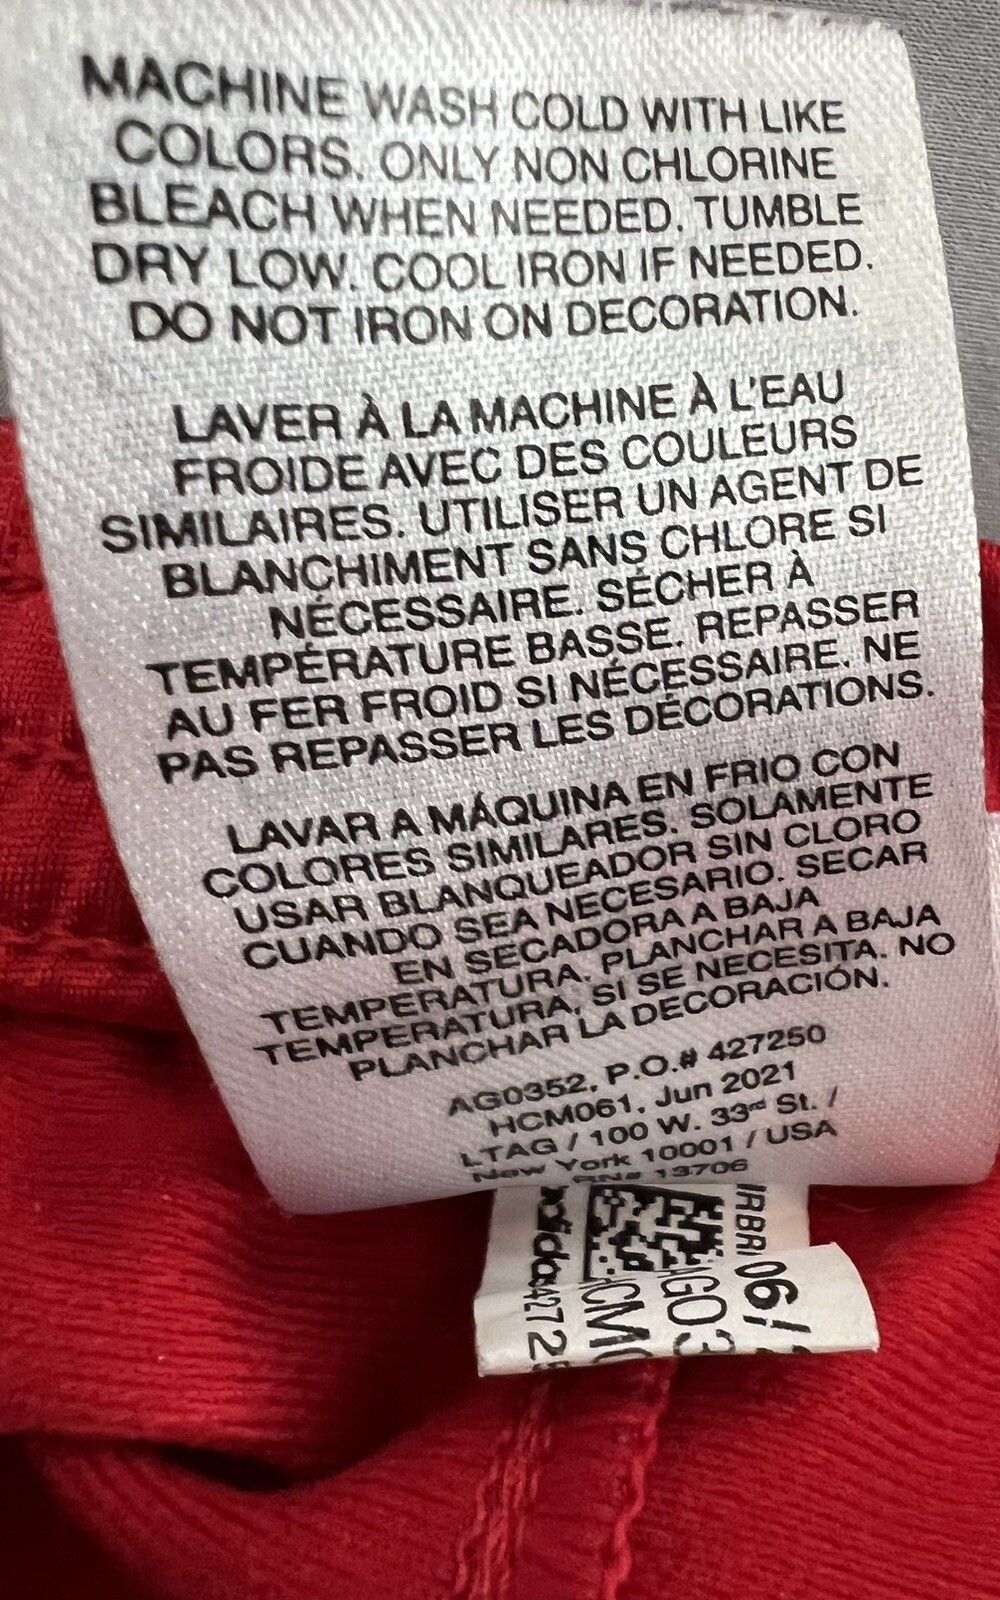 MACHINE WASH COLD WITH LIKE
COLORS. ONLY NON CHLORINE
BLEACH WHEN NEEDED. TUMBLE
DRY LOW. COOL IRON IF NEEDED.
DO NOT IRON ON DECORATION.
LAVER À LA MACHINE À L'EAU
FROIDE AVEC DES COULEURS
SIMILAIRES. UTILISER UN AGENT DE
BLANCHIMENT SANS CHLORE SI
NÉCESSAIRE. SÉCHER À
TEMPÉRATURE BASSE. REPASSER
AU FER FROID SI NÉCESSAIRE. NE
PAS REPASSER LES DÉCORATIONS.
LAVAR A MÁQUINA EN FRIO CON
COLORES SIMILARES. SOLAMENTE
USAR BLANQUEADOR SIN CLORO
CUANDO SEA NECESARIO. SECAR
EN SECADORA A BAJA
TEMPERATURA. PLANCHAR A BAJA
TEMPERATURA, SI SE NECESITA. NO
PLANCHAR LA DECORACIÓN.
AG0352, P.O.# 427250
HCM061, Jun 2021
LTAG / 100 W. 33rd St. /
New York 10001 / USA
RN# 13706
06/